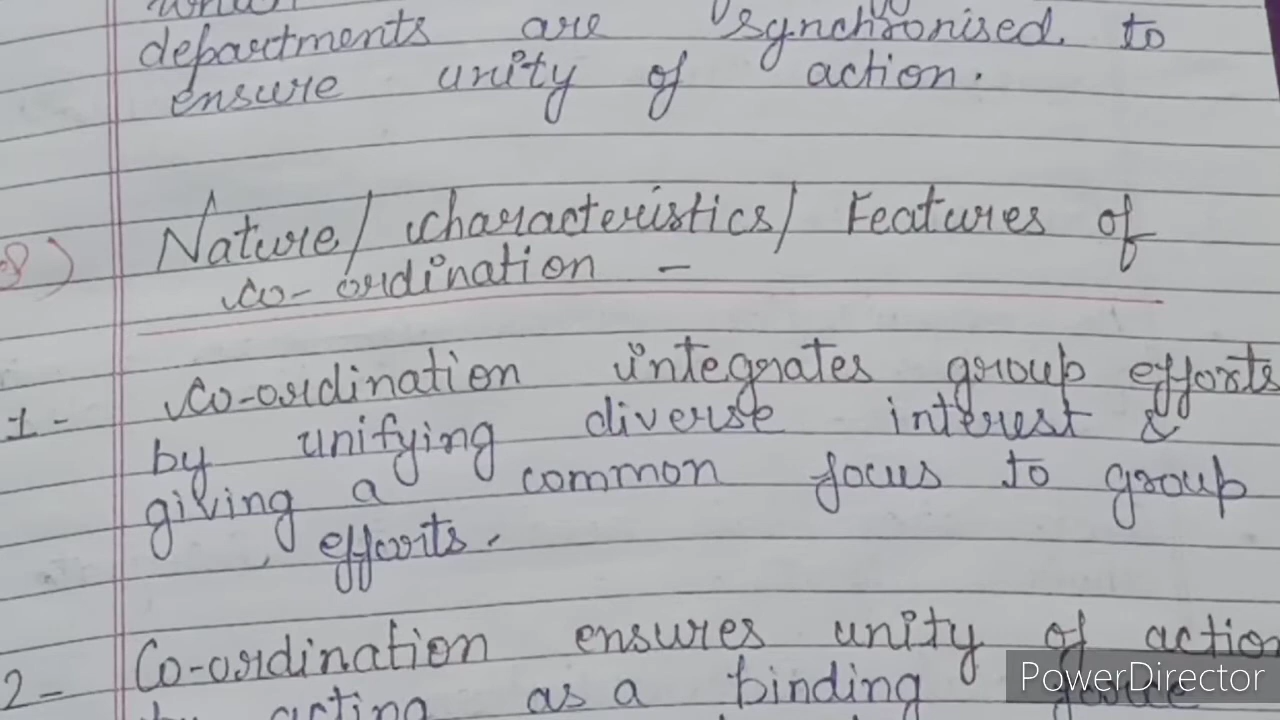 departments are synchronised to
ensure unity of action.
8) Nature/ characteristics/ Features of
co-ordination -
1- co-ordination integrates group efforts
by unifying diverse interest &
giving a common focus to group
efforts.
2- Co-ordination ensures unity of action
acting as a binding force
PowerDirector